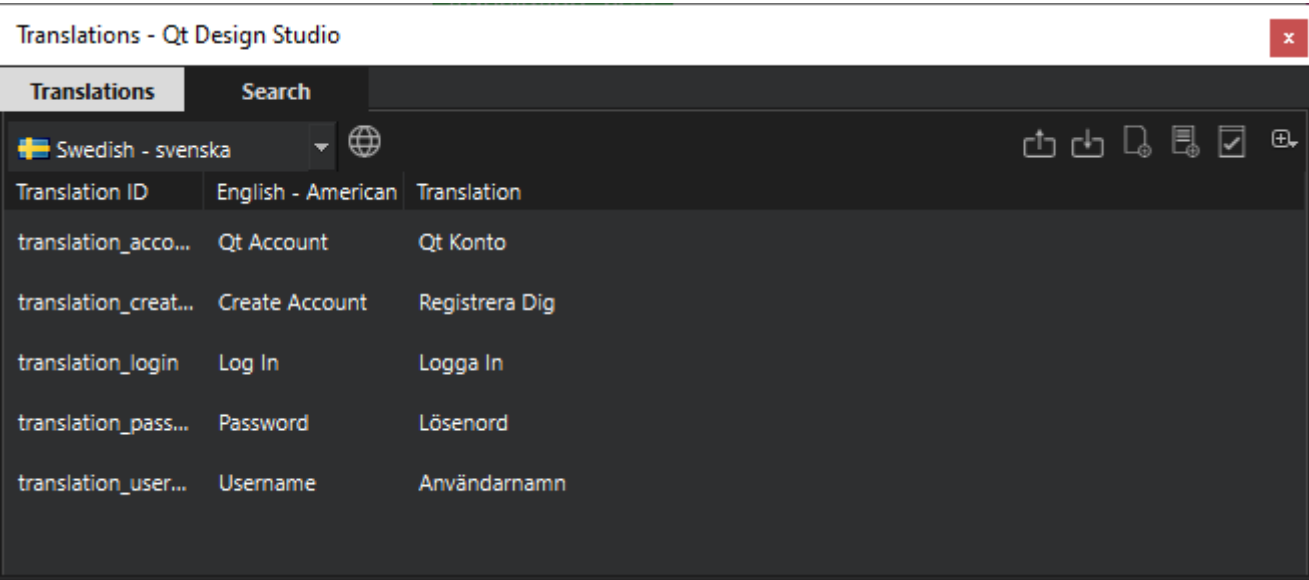 Translations - Qt Design Studio
x
Translations Search
Swedish - svenska
Translation ID English - American Translation
translation_acco... Qt Account Qt Konto
translation_creat... Create Account Registrera Dig
translation_login Log In Logga In
translation_pass... Password Lösenord
translation_user... Username Användarnamn